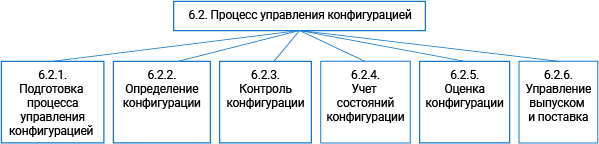 6.2. Процесс управления конфигурацией
6.2.1.
Подготовка
процесса
управления
конфигурацией
6.2.2.
Определение
конфигурации
6.2.3.
Контроль
конфигурации
6.2.4.
Учет
состояний
конфигурации
6.2.5.
Оценка
конфигурации
6.2.6.
Управление
выпуском
и поставка